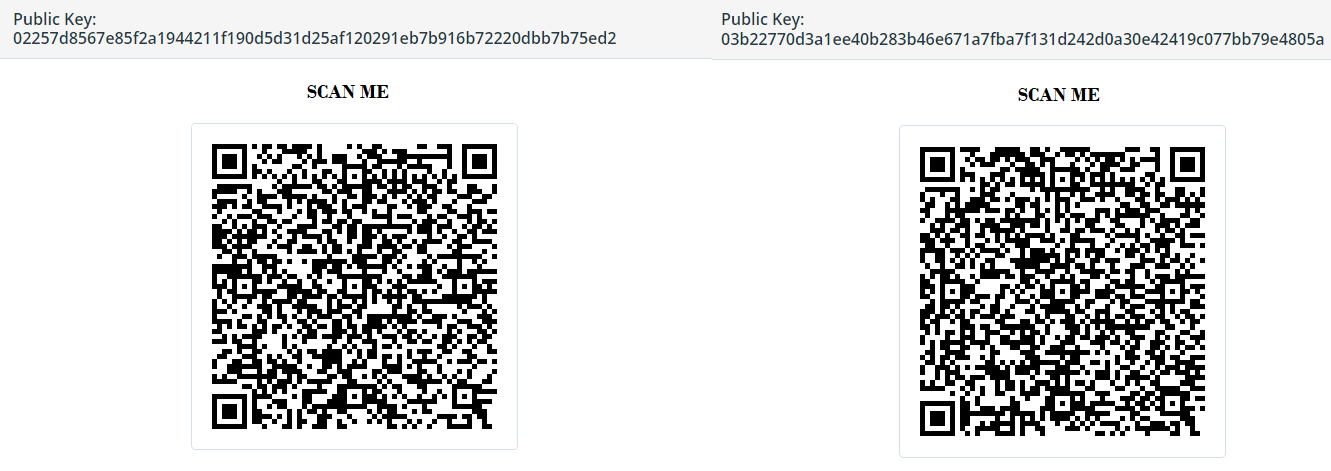 Public Key:
02257d8567e85f2a1944211f190d5d31d25af120291eb7b916b72220dbb7b75ed2
SCAN ME
Public Key:
03b22770d3a1ee40b283b46e671a7fba7f131d242d0a30e42419c077bb79e4805a
SCAN ME